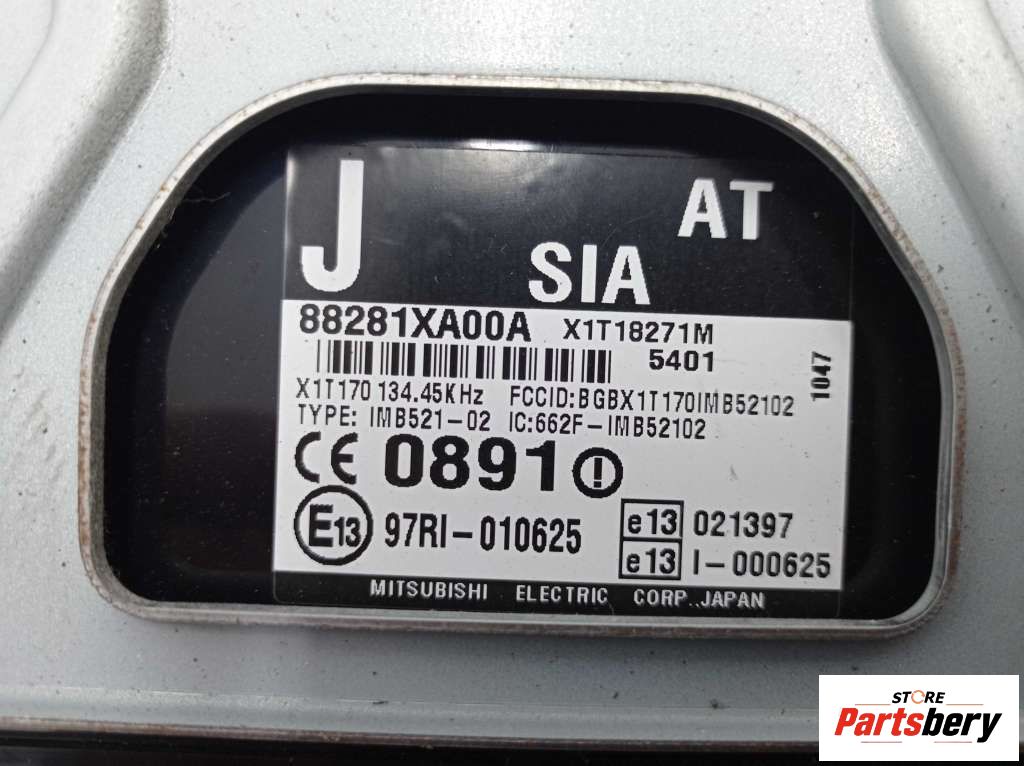 J
AT
SIA
88281XA00A X1T18271M
5401
1047
X1T170 134.45KHz FCCID:BGBX1T170IMB52102
TYPE: IMB521-02 IC:662F-IMB52102
CE 0891 !
E13 97RI-010625
e13 021397
e13 I-000625
MITSUBISHI ELECTRIC CORP. JAPAN
STORE
Partsbery